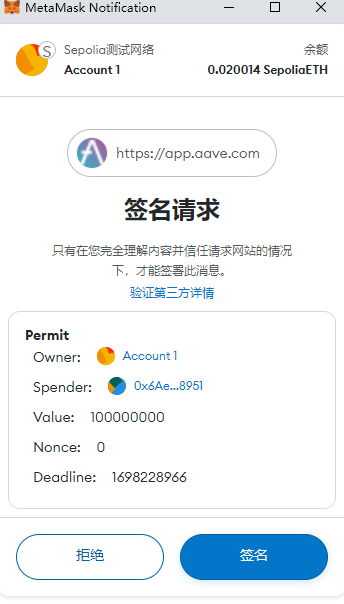 MetaMask Notification
S
Sepolia测试网络
余额
Account 1
0.020014 SepoliaETH
https://app.aave.com
签名请求
只有在您完全理解内容并信任请求网站的情况
下，才能签署此消息。
验证第三方详情
Permit
Owner: Account 1
Spender: 0x6Ae...8951
Value: 100000000
Nonce: 0
Deadline: 1698228966
拒绝
签名